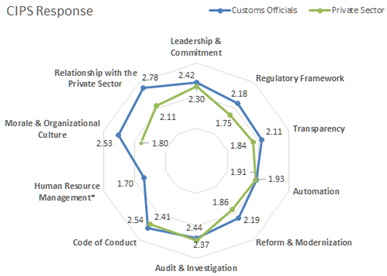 CIPS Response
Customs Officials
Private Sector
Leadership &
Commitment
Relationship with the
Private Sector
Regulatory Framework
Morale & Organizational
Culture
Transparency
Human Resource
Management*
Automation
Code of Conduct
Reform & Modernization
Audit & Investigation
2.42
2.30
2.78
2.18
2.11
1.75
2.53
1.80
1.84
2.11
1.70
1.91
1.93
2.54
2.41
1.86
2.19
2.44
2.37